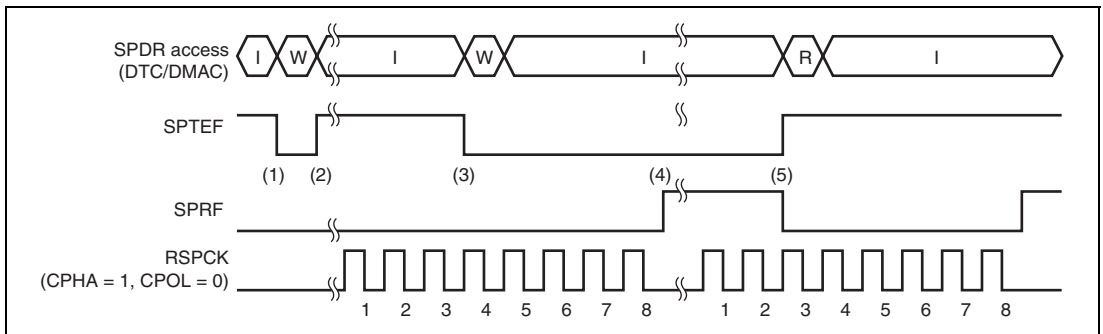 SPDR access
(DTC/DMAC)
I W I W I R I
SPTEF
(1) (2) (3) (4) (5)
SPRF
RSPCK
(CPHA = 1, CPOL = 0)
1 2 3 4 5 6 7 8 1 2 3 4 5 6 7 8